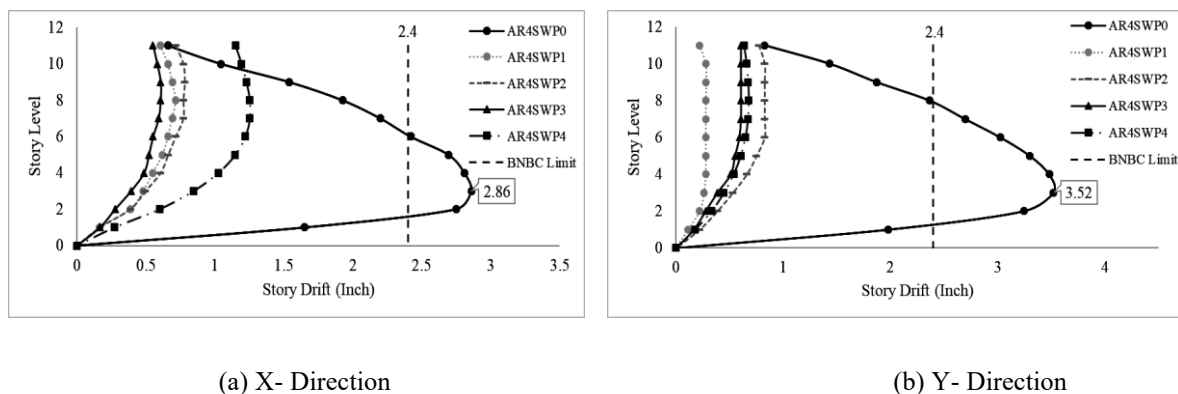 12
10
8
6
4
2
0
Story Level
0 0.5 1 1.5 2 2.5 3 3.5
Story Drift (Inch)
2.4
2.86
AR4SWP0
AR4SWP1
AR4SWP2
AR4SWP3
AR4SWP4
BNBC Limit
12
10
8
6
4
2
0
Story Level
0 1 2 3 4
Story Drift (Inch)
2.4
3.52
AR4SWP0
AR4SWP1
AR4SWP2
AR4SWP3
AR4SWP4
BNBC Limit
(a) X- Direction
(b) Y- Direction